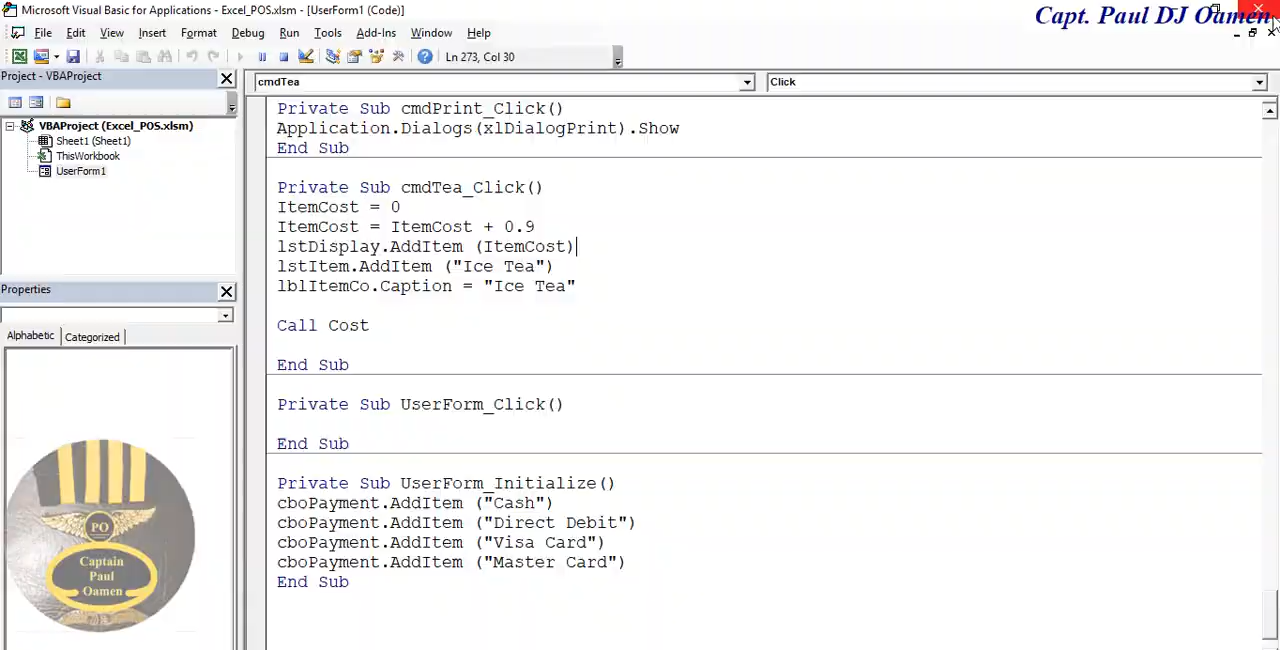 Microsoft Visual Basic for Applications - Excel_POS.xlsm - [UserForm1 (Code)]
Capt. Paul DJ Oamen
File Edit View Insert Format Debug Run Tools Add-Ins Window Help
Ln 273, Col 30
Project - VBAProject
cmdTea
Click
VBAProject (Excel_POS.xlsm)
Sheet1 (Sheet1)
ThisWorkbook
UserForm1
Properties
Alphabetic Categorized
PO
Captain
Paul
Oamen
Private Sub cmdPrint_Click()
Application.Dialogs(xlDialogPrint).Show
End Sub
Private Sub cmdTea_Click()
ItemCost = 0
ItemCost = ItemCost + 0.9
lstDisplay.AddItem (ItemCost)
lstItem.AddItem ("Ice Tea")
lblItemCo.Caption = "Ice Tea"
Call Cost
End Sub
Private Sub UserForm_Click()
End Sub
Private Sub UserForm_Initialize()
cboPayment.AddItem ("Cash")
cboPayment.AddItem ("Direct Debit")
cboPayment.AddItem ("Visa Card")
cboPayment.AddItem ("Master Card")
End Sub